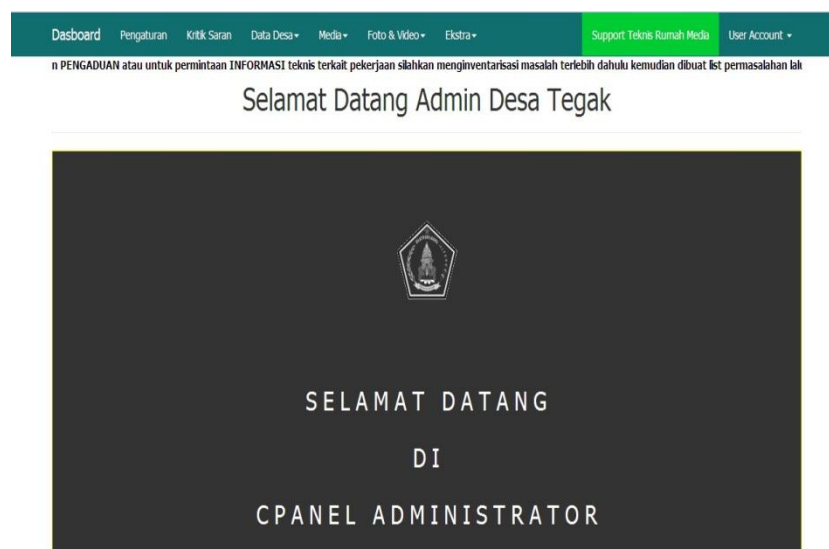 Dasboard Pengaturan Kritik Saran Data Desa Media Foto & Video Ekstra Support Teknis Rumah Media User Account
n PENGADUAN atau untuk permintaan INFORMASI teknis terkait pekerjaan silahkan menginventarisasi masalah terlebih dahulu kemudian dibuat list permasalahan
Selamat Datang Admin Desa Tegak
SELAMAT DATANG
DI
CPANEL ADMINISTRATOR